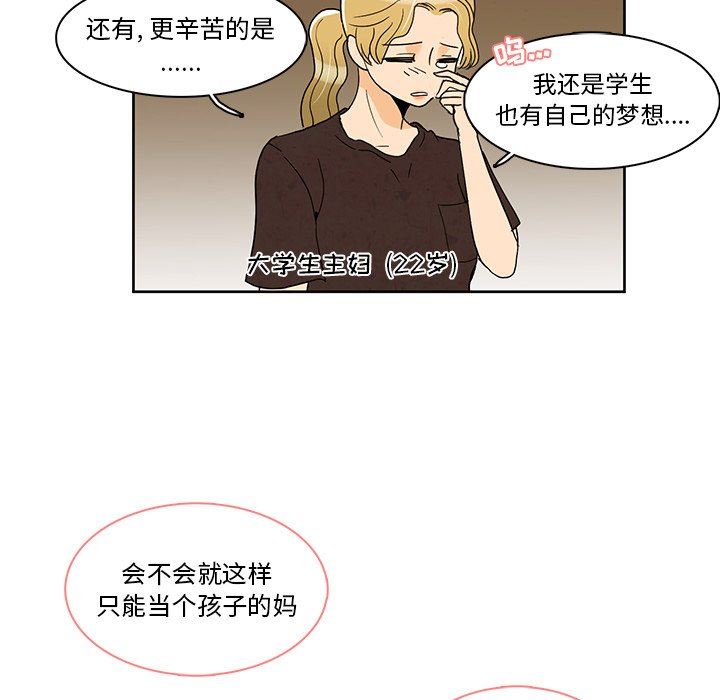 还有, 更辛苦的是
......
呜...
我还是学生
也有自己的梦想....
大学生主妇 (22岁)
会不会就这样
只能当个孩子的妈